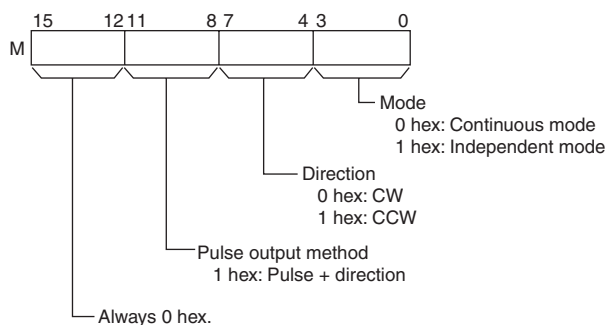 15 12 11 8 7 4 3 0
M
Mode
0 hex: Continuous mode
1 hex: Independent mode
Direction
0 hex: CW
1 hex: CCW
Pulse output method
1 hex: Pulse + direction
Always 0 hex.